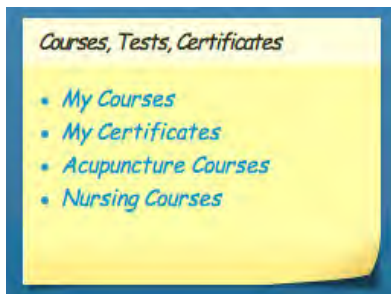 Courses, Tests, Certificates
My Courses
My Certificates
Acupuncture Courses
Nursing Courses